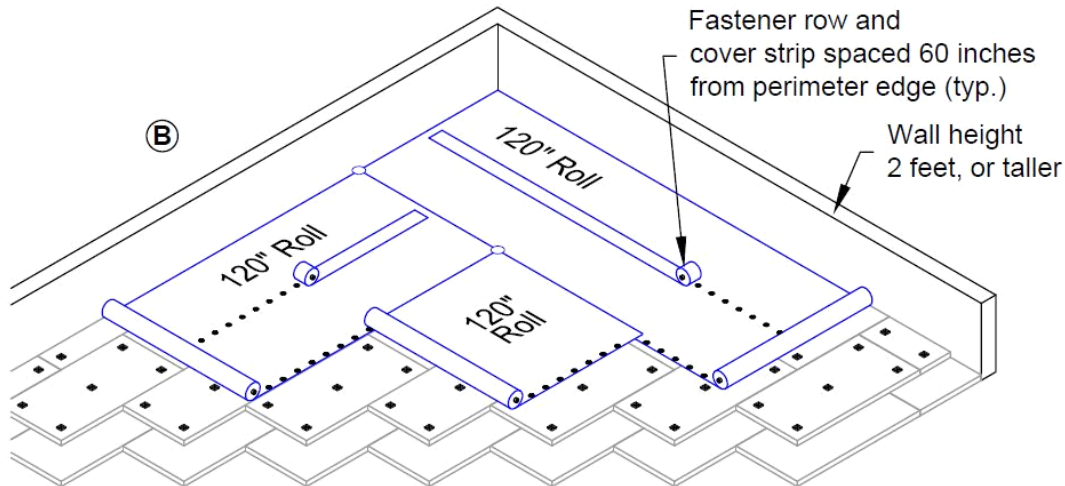 Fastener row and
cover strip spaced 60 inches
from perimeter edge (typ.)
Wall height
2 feet, or taller
B
120" Roll
120" Roll
120"
Roll